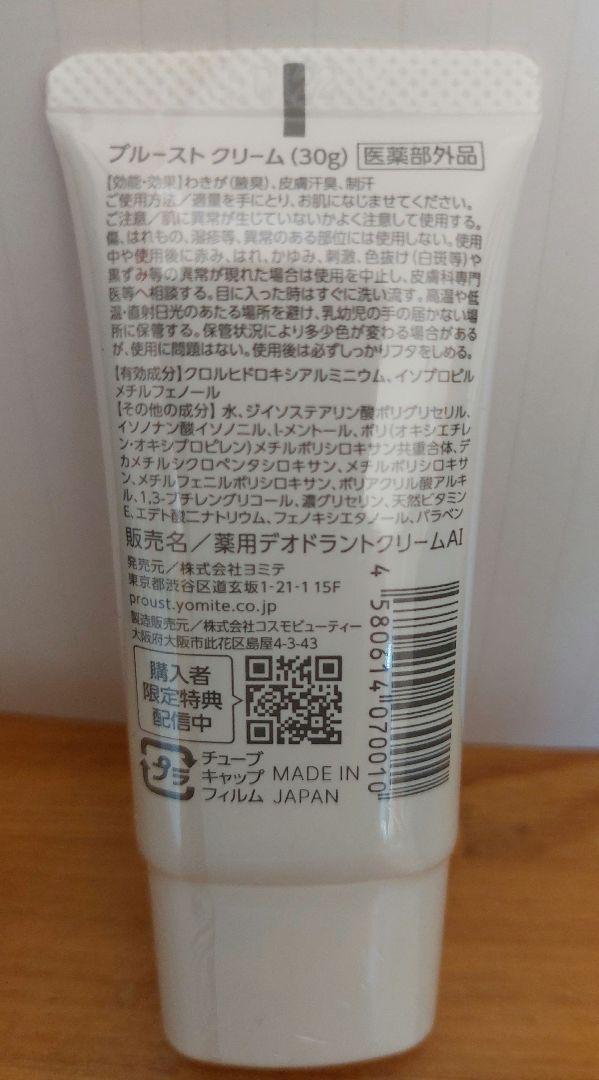 プルースト クリーム (30g) 医薬部外品
【効能・効果】わきが(腋臭)、皮膚汗臭、制汗
ご使用方法／適量を手にとり、お肌になじませてください。
ご注意／肌に異常が生じていないかよく注意して使用する。
傷、はれもの、湿疹等、異常のある部位には使用しない。使用
中や使用後に赤み、はれ、かゆみ、刺激、色抜け(白斑等)や
黒ずみ等の異常が現れた場合は使用を中止し、皮膚科専門
医等へ相談する。目に入った時はすぐに洗い流す。高温や低
温・直射日光のあたる場所を避け、乳幼児の手の届かない場
所に保管する。保管状況により多少色が変わる場合がある
が、使用に問題はない。使用後は必ずしっかりフタをしめる。
【有効成分】クロルヒドロキシアルミニウム、イソプロピル
メチルフェノール
【その他の成分】水、ジイソステアリン酸ポリグリセリル、
イソノナン酸イソノニル、l-メントール、ポリ(オキシエチレ
ン・オキシプロピレン)メチルポリシロキサン共重合体、デ
カメチルシクロペンタシロキサン、メチルポリシロキサ
ン、メチルフェニルポリシロキサン、ポリアクリル酸アルキ
ル、1,3-ブチレングリコール、濃グリセリン、天然ビタミン
E、エデト酸二ナトリウム、フェノキシエタノール、パラベン
販売名／薬用デオドラントクリームAI
発売元／株式会社ヨミテ
東京都渋谷区道玄坂1-21-1 15F
proust.yomite.co.jp
製造販売元／株式会社コスモビューティー
大阪府大阪市此花区島屋4-3-43
購入者
限定特典
配信中
プラ
チューブ
キャップ
フィルム
MADE IN
JAPAN
4 580614 070010